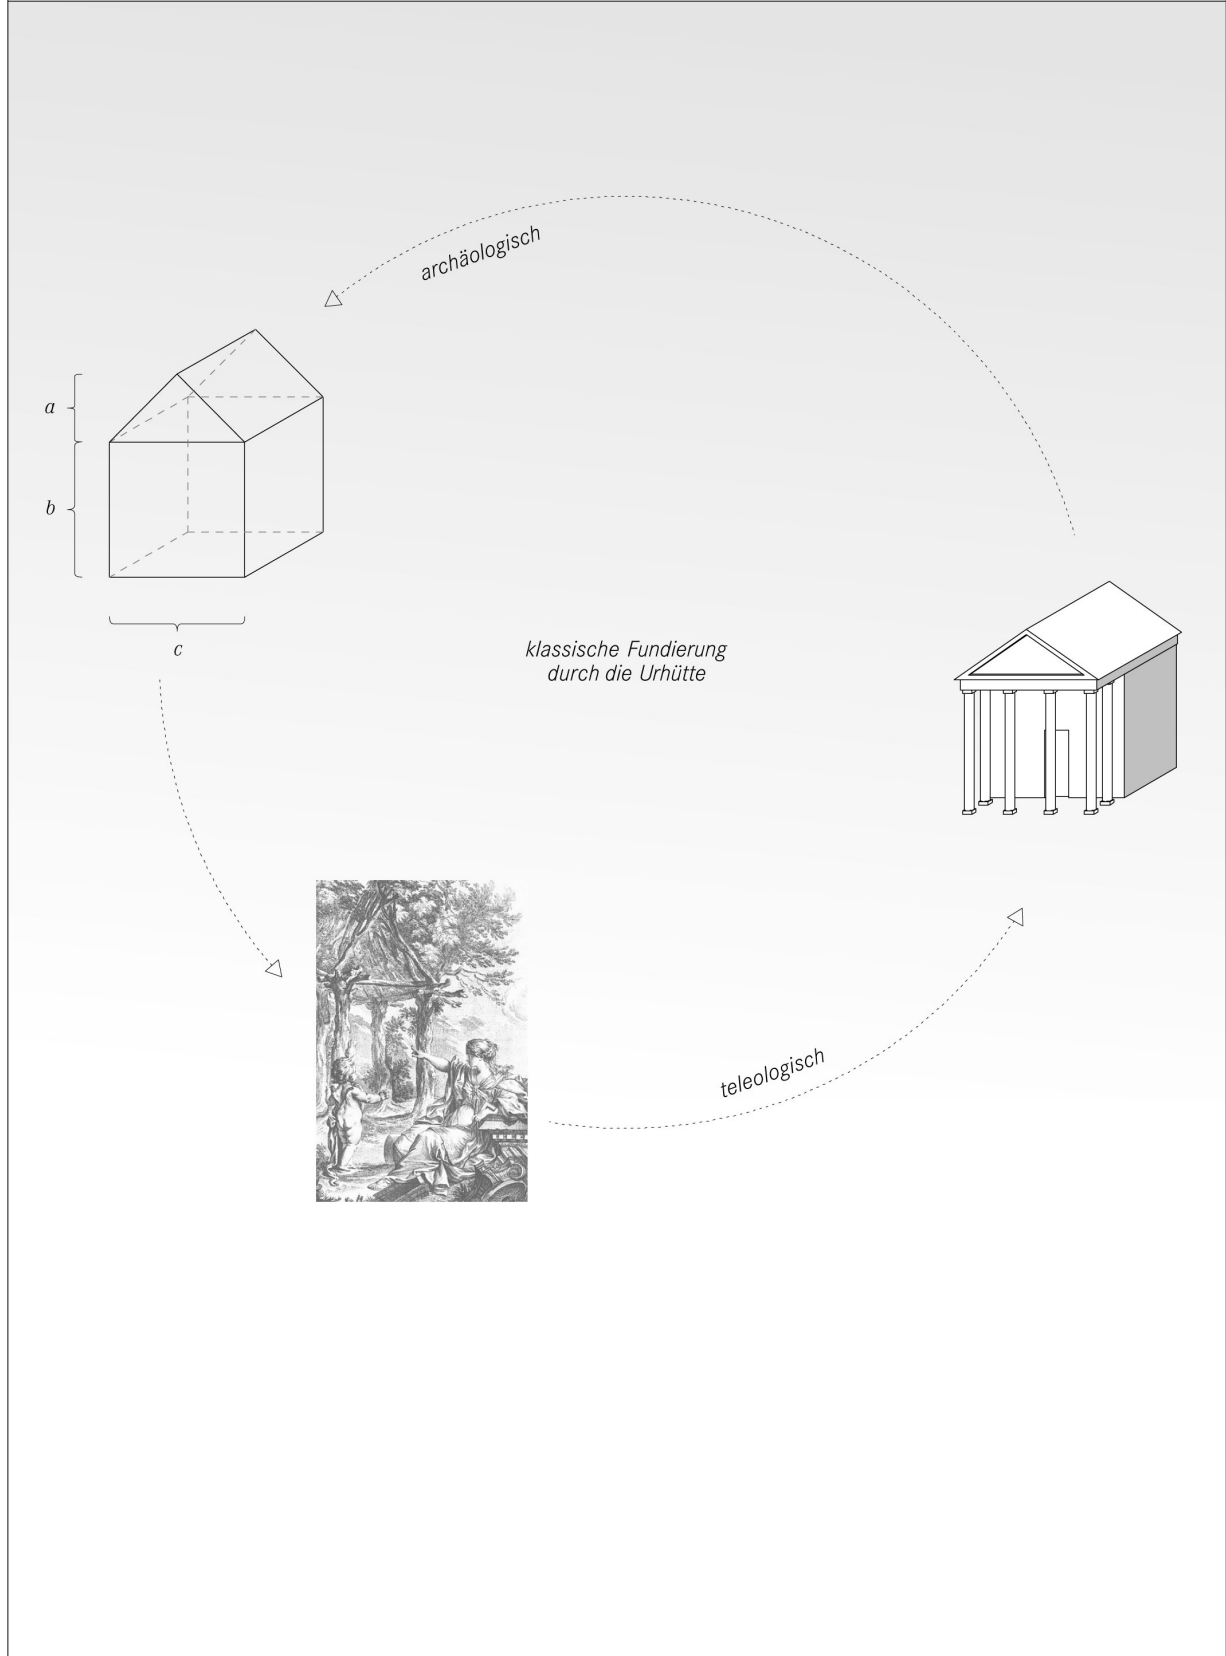 archäologisch
a
b
c
klassische Fundierung
durch die Urhütte
teleologisch